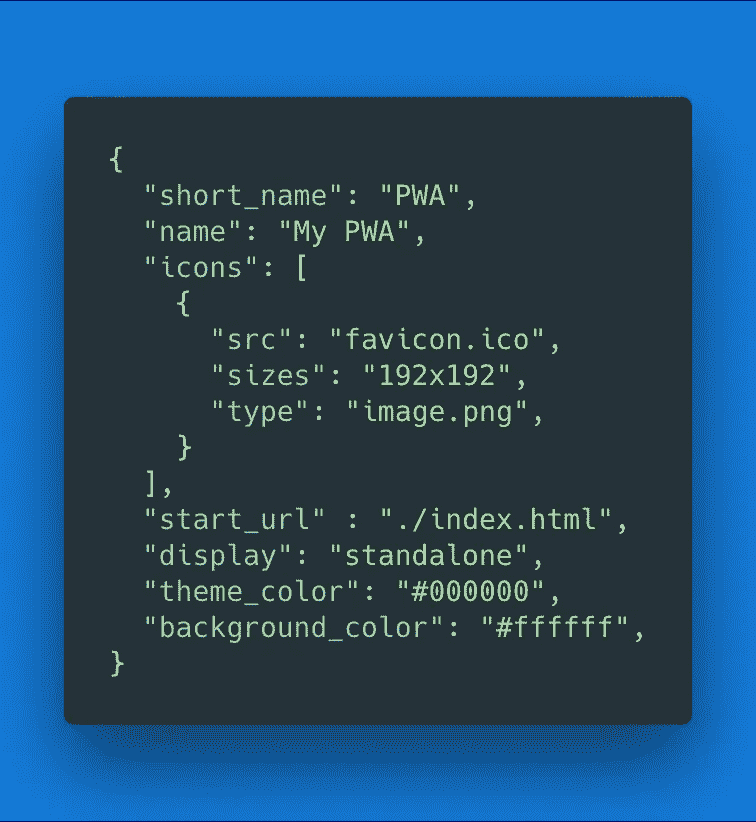 {
  "short_name": "PWA",
  "name": "My PWA",
  "icons": [
    {
      "src": "favicon.ico",
      "sizes": "192x192",
      "type": "image.png",
    }
  ],
  "start_url" : "./index.html",
  "display": "standalone",
  "theme_color": "#000000",
  "background_color": "#ffffff",
}